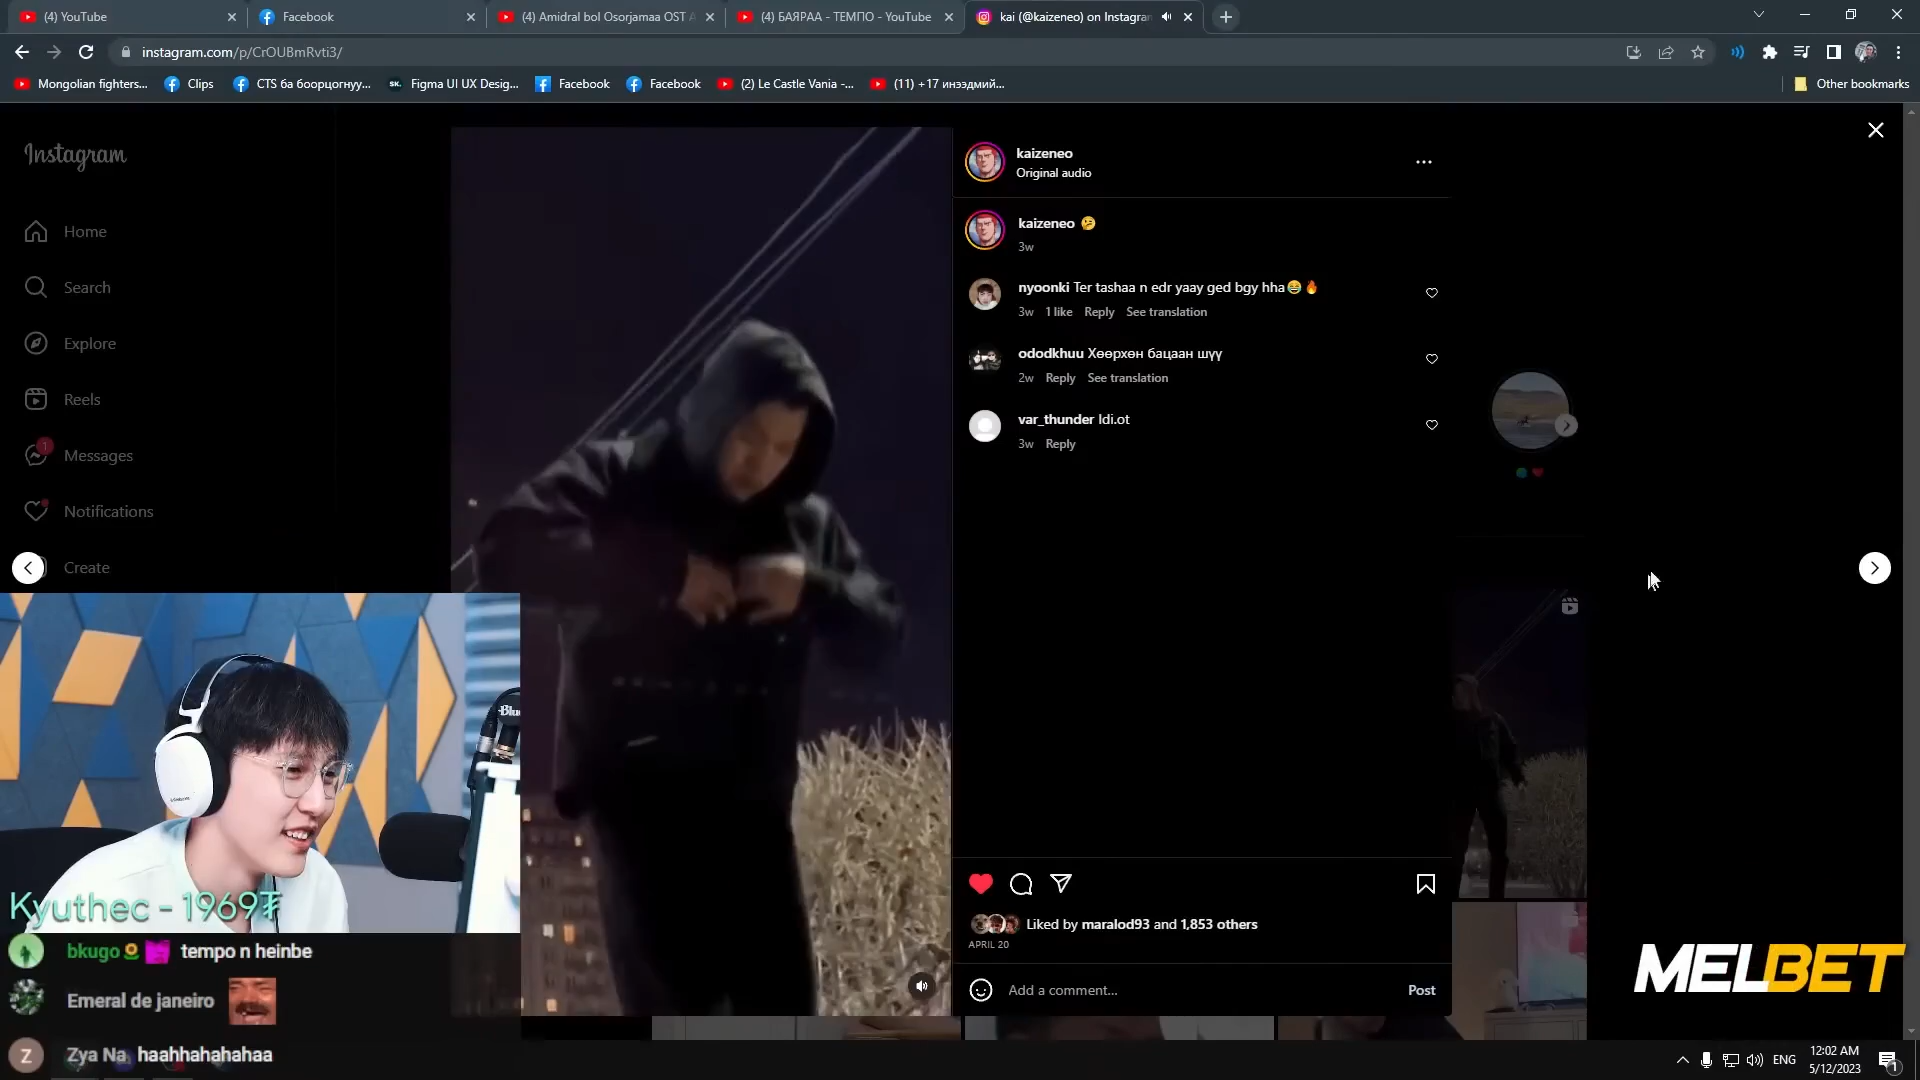 (4) YouTube
Facebook
(4) Amidral bol Osorjamaa OST
(4) БАЯРАА - ТЕМПО - YouTube
kai (@kaizeneo) on Instagram
instagram.com/p/CrOUBmRvti3/
Mongolian fighters...
Clips
CTS ба боорцогнуу...
SK.
Figma UI UX Desig...
Facebook
Facebook
(2) Le Castle Vania -...
(11) +17 инээдмий...
Other bookmarks
Instagram
Home
Search
Explore
Reels
1
Messages
Notifications
Create
kaizeneo
Original audio
kaizeneo 🤔
3w
nyoonki Ter tashaa n edr yaay ged bgy hha😂🔥
3w 1 like Reply See translation
ododkhuu Хөөрхөн бацаан шүү
2w Reply See translation
var_thunder Idi.ot
3w Reply
Liked by maralod93 and 1,853 others
APRIL 20
Add a comment...
Post
Blue
Kyuthec - 1969₮
bkugo tempo n heinbe
Emeral de janeiro
Z
Zya Na haahhahahahaa
MELBET
ENG
12:02 AM
5/12/2023
1